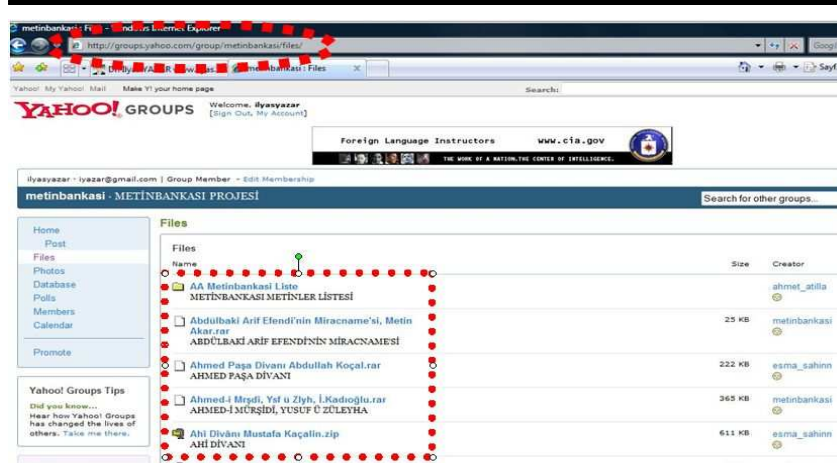 metinbankasi : Files - Windows Internet Explorer
http://groups.yahoo.com/group/metinbankasi/files/
metinbankasi : Files
Sayf
Yahoo! My Yahoo! Mail Make Y! your home page Search:
YAHOO! GROUPS Welcome, ilyasyazar
[Sign Out, My Account]
Foreign Language Instructors www.cia.gov
THE WORK OF A NATION. THE CENTER OF INTELLIGENCE.
ilyasyazar · iyazar@gmail.com | Group Member - Edit Membership
metinbankasi · METİNBANKASI PROJESİ Search for other groups...
Home
Post
Files
Photos
Database
Polls
Members
Calendar
Promote
Yahoo! Groups Tips
Did you know...
Hear how Yahoo! Groups
has changed the lives of
others. Take me there.
Files
Files
Name Size Creator
AA Metinbankasi Liste ahmet_atilla
METİNBANKASI METİNLER LİSTESİ
Abdülbaki Arif Efendi'nin Miracname'si, Metin 25 KB metinbankasi
Akar.rar
ABDÜLBAKİ ARİF EFENDİ'NİN MİRACNAME'Sİ
Ahmed Paşa Divanı Abdullah Koçal.rar 222 KB esma_sahinn
AHMED PAŞA DİVANI
Ahmed-i Mrşdi, Ysf ü Zlyh, İ.Kadıoğlu.rar 365 KB metinbankasi
AHMED-İ MÜRŞİDİ, YUSUF Ü ZÜLEYHA
Ahi Divânı Mustafa Kaçalin.zip 611 KB esma_sahinn
AHİ DİVANI